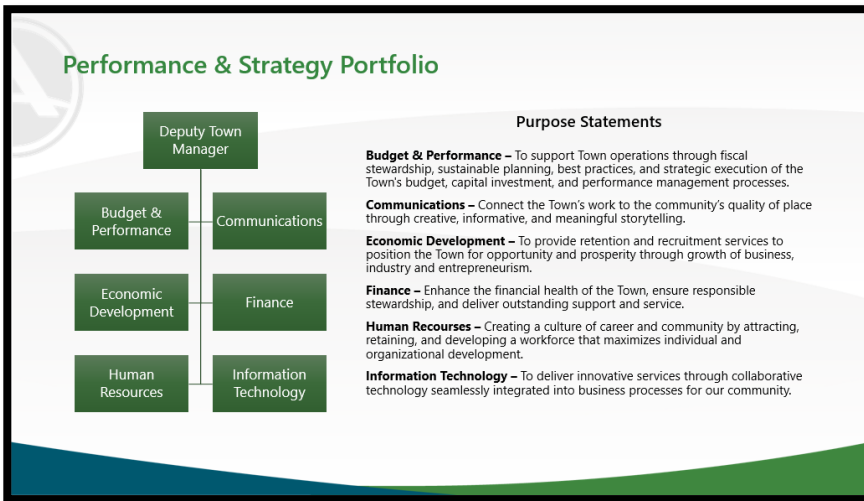 Performance & Strategy Portfolio
Deputy Town
Manager
Budget &
Performance
Communications
Economic
Development
Finance
Human
Resources
Information
Technology
Purpose Statements
Budget & Performance – To support Town operations through fiscal
stewardship, sustainable planning, best practices, and strategic execution of the
Town's budget, capital investment, and performance management processes.
Communications – Connect the Town's work to the community's quality of place
through creative, informative, and meaningful storytelling.
Economic Development – To provide retention and recruitment services to
position the Town for opportunity and prosperity through growth of business,
industry and entrepreneurism.
Finance – Enhance the financial health of the Town, ensure responsible
stewardship, and deliver outstanding support and service.
Human Recourses – Creating a culture of career and community by attracting,
retaining, and developing a workforce that maximizes individual and
organizational development.
Information Technology – To deliver innovative services through collaborative
technology seamlessly integrated into business processes for our community.